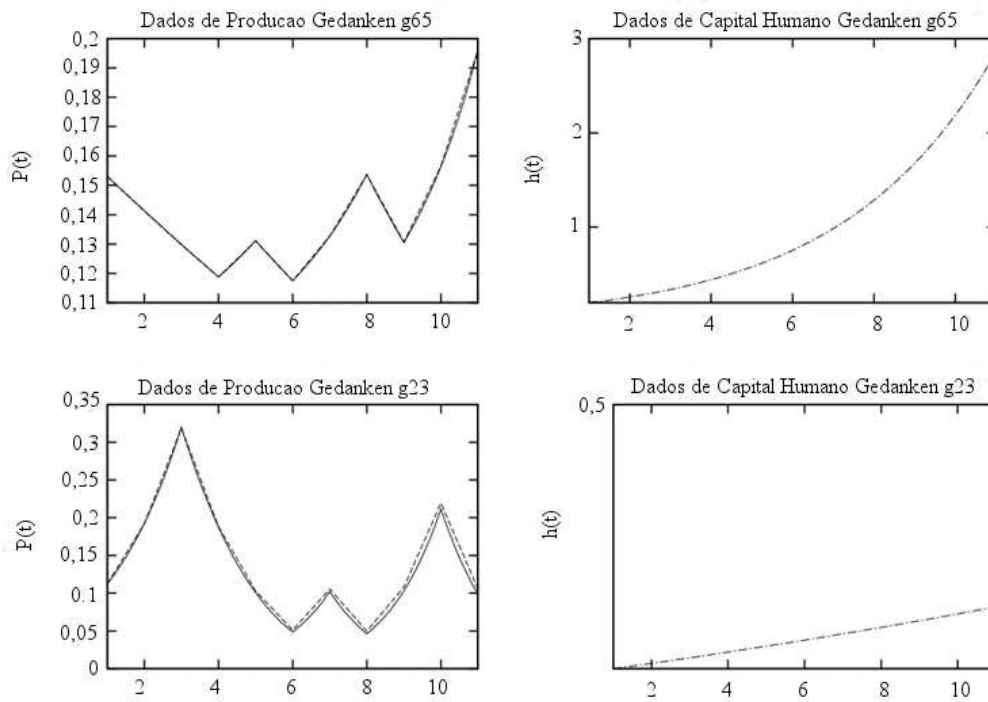 Dados de Producao Gedanken g65
0,2
0,19
0,18
0,17
0,16
0,15
0,14
0,13
0,12
0,11
P(t)
2 4 6 8 10
Dados de Capital Humano Gedanken g65
3
2
1
h(t)
2 4 6 8 10
Dados de Producao Gedanken g23
0,35
0,3
0,25
0,2
0,15
0,1
0,05
0
P(t)
2 4 6 8 10
Dados de Capital Humano Gedanken g23
0,5
h(t)
2 4 6 8 10